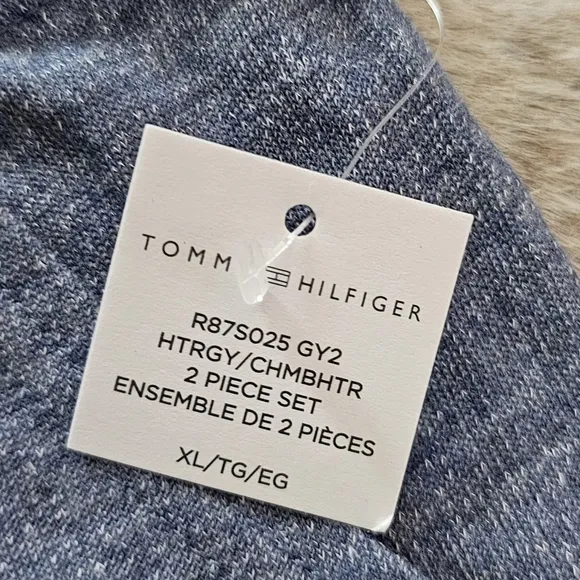 TOMM HILFIGER
R87S025 GY2
HTRGY/CHMBHTR
2 PIECE SET
ENSEMBLE DE 2 PIÈCES
XL/TG/EG